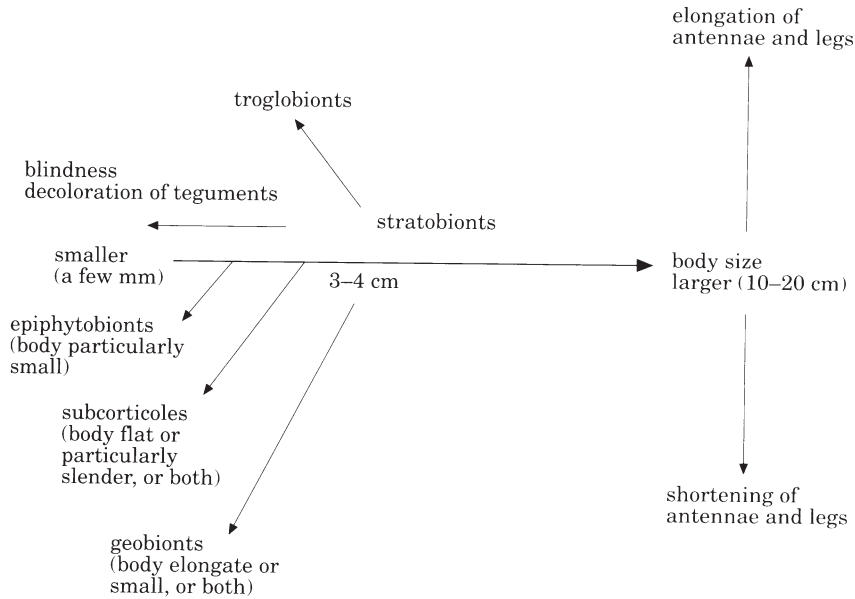 elongation of
antennae and legs
troglobionts
blindness
decoloration of teguments
stratobionts
smaller
(a few mm)
3–4 cm
body size
larger (10–20 cm)
epiphytobionts
(body particularly
small)
subcorticoles
(body flat or
particularly
slender, or both)
shortening of
antennae and legs
geobionts
(body elongate or
small, or both)